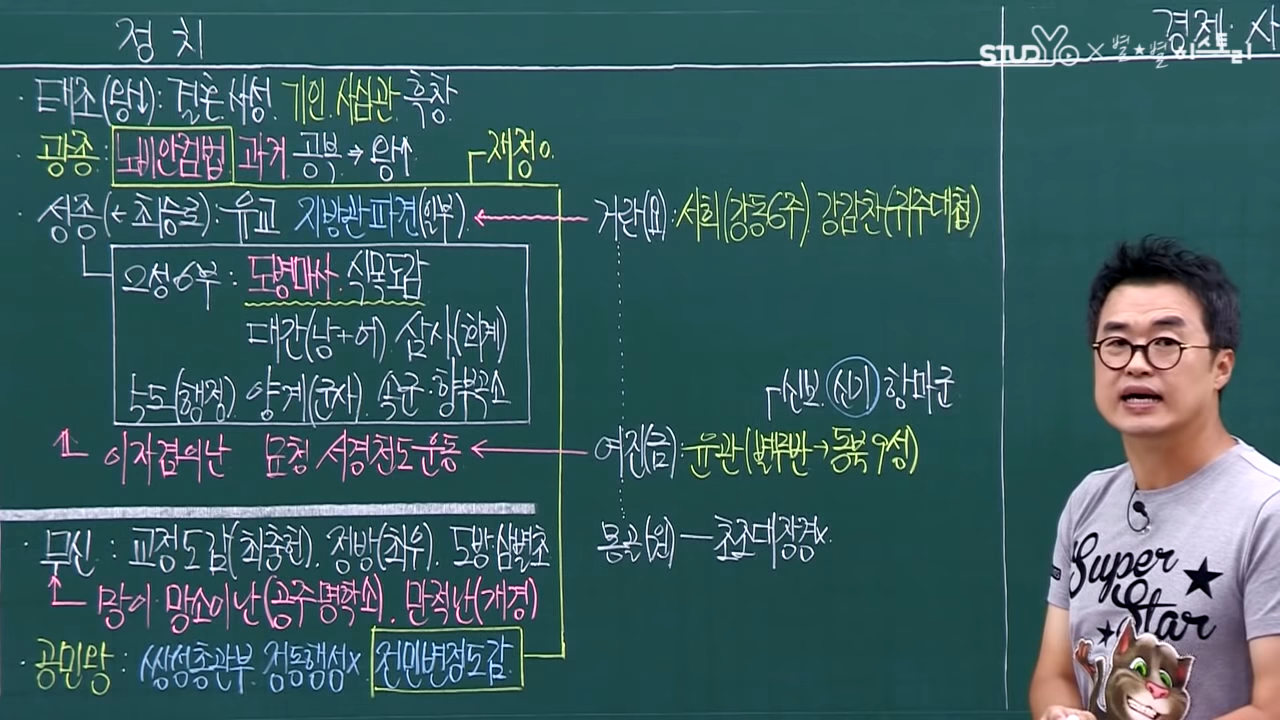 정치
경제·사
STUDYO × 별★별 히스토리
· 태조(왕건): 결혼.사성. 기인.사심관 흑창
· 광종: 노비안검법 과거 공복 → 왕↑
재정○.
· 성종(← 최승로): 유교 지방관파견(12부).
거란(요): 서희(강동6주). 강감찬(귀주대첩)
2성6부: 도병마사. 식목도감
대간(낭+어). 삼사(회계)
5도(행정). 양계(군사). 속군·향부곡소
신보. 신기 항마군
이자겸의난 묘청 서경천도운동
여진(금): 윤관(별무반→동북9성)
· 무신: 교정도감(최충헌). 정방(최우). 도방.삼별초
몽골(원) — 초조대장경x.
망이·망소이난(공주명학소). 만적난(개경)
· 공민왕: 쌍성총관부 정동행성x 전민변정도감
Super
Star